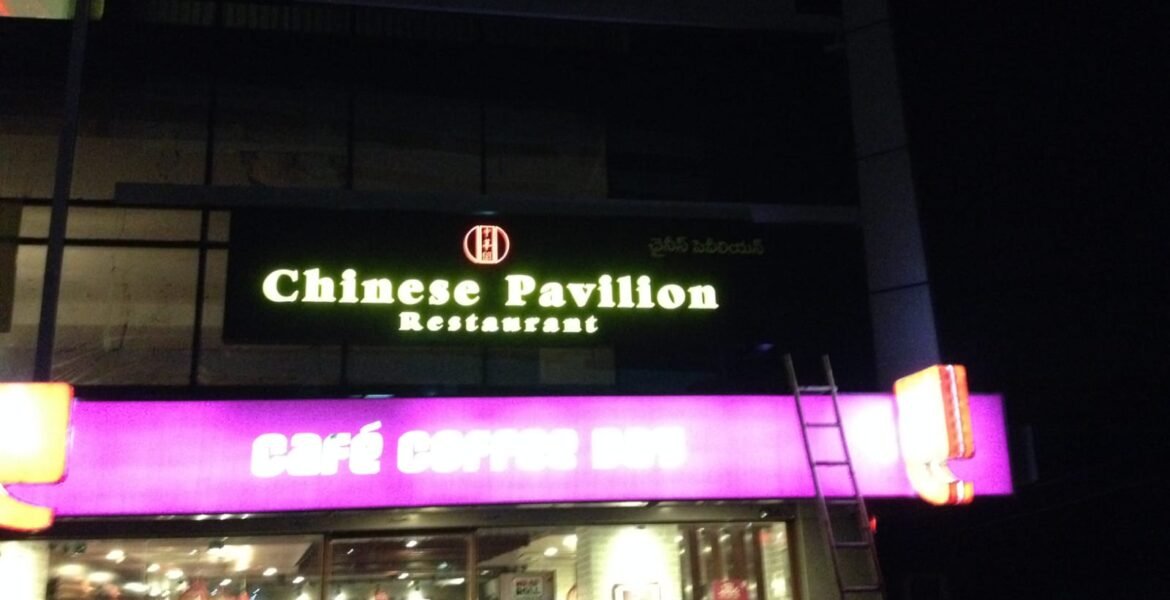 చైనీస్ పెవిలియన్
Chinese Pavilion
Restaurant
Café COFFEE DAY